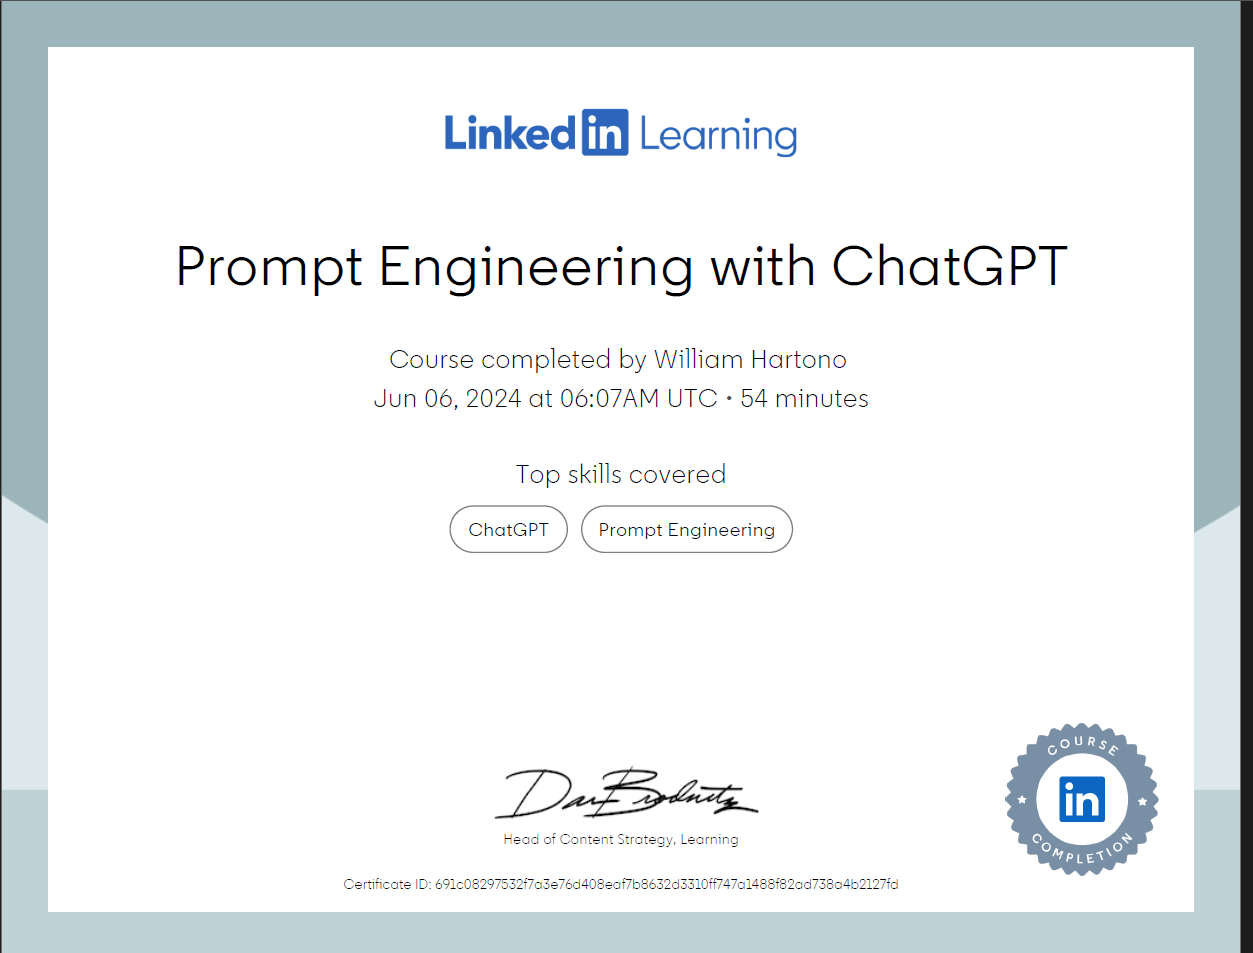 Linked in Learning
Prompt Engineering with ChatGPT
Course completed by William Hartono
Jun 06, 2024 at 06:07AM UTC • 54 minutes
Top skills covered
ChatGPT
Prompt Engineering
Dan Brodnitz
Head of Content Strategy, Learning
Certificate ID: 691c08297532f7a3e76d408eaf7b8632d3310ff747a1488f82ad738a4b2127fd
COURSE
in
COMPLETION